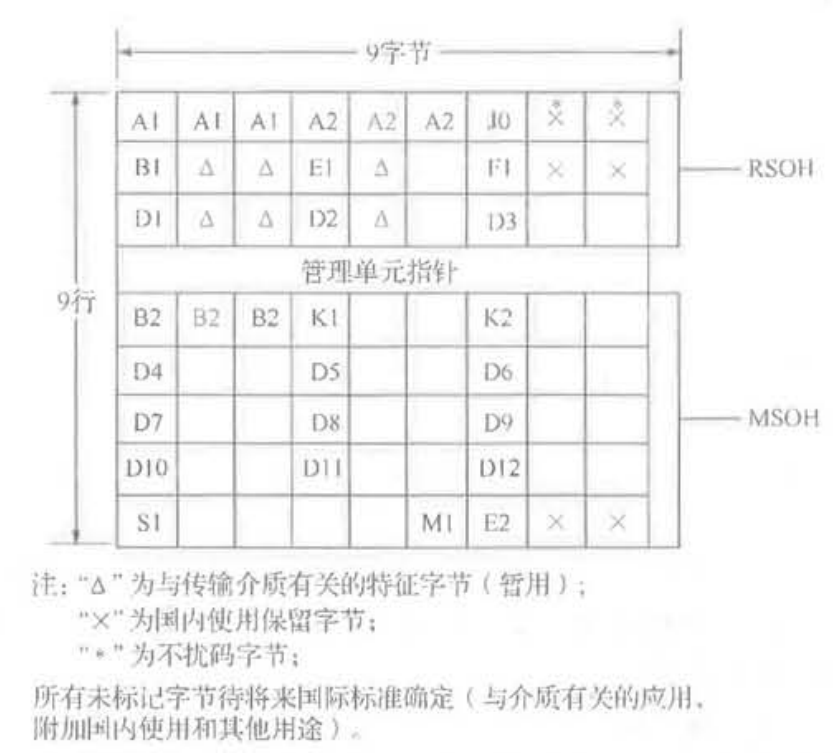 9字节
A1 A1 A1 A2 A2 A2 J0 *× *×
B1 Δ Δ E1 Δ F1 × × RSOH
D1 Δ Δ D2 Δ D3
管理单元指针
9行
B2 B2 B2 K1 K2
D4 D5 D6
D7 D8 D9 MSOH
D10 D11 D12
S1 M1 E2 × ×
注：“Δ”为与传输介质有关的特征字节（暂用）；
“×”为国内使用保留字节；
“*”为不扰码字节；
所有未标记字节待将来国际标准确定（与介质有关的应用、
附加国内使用和其他用途）。